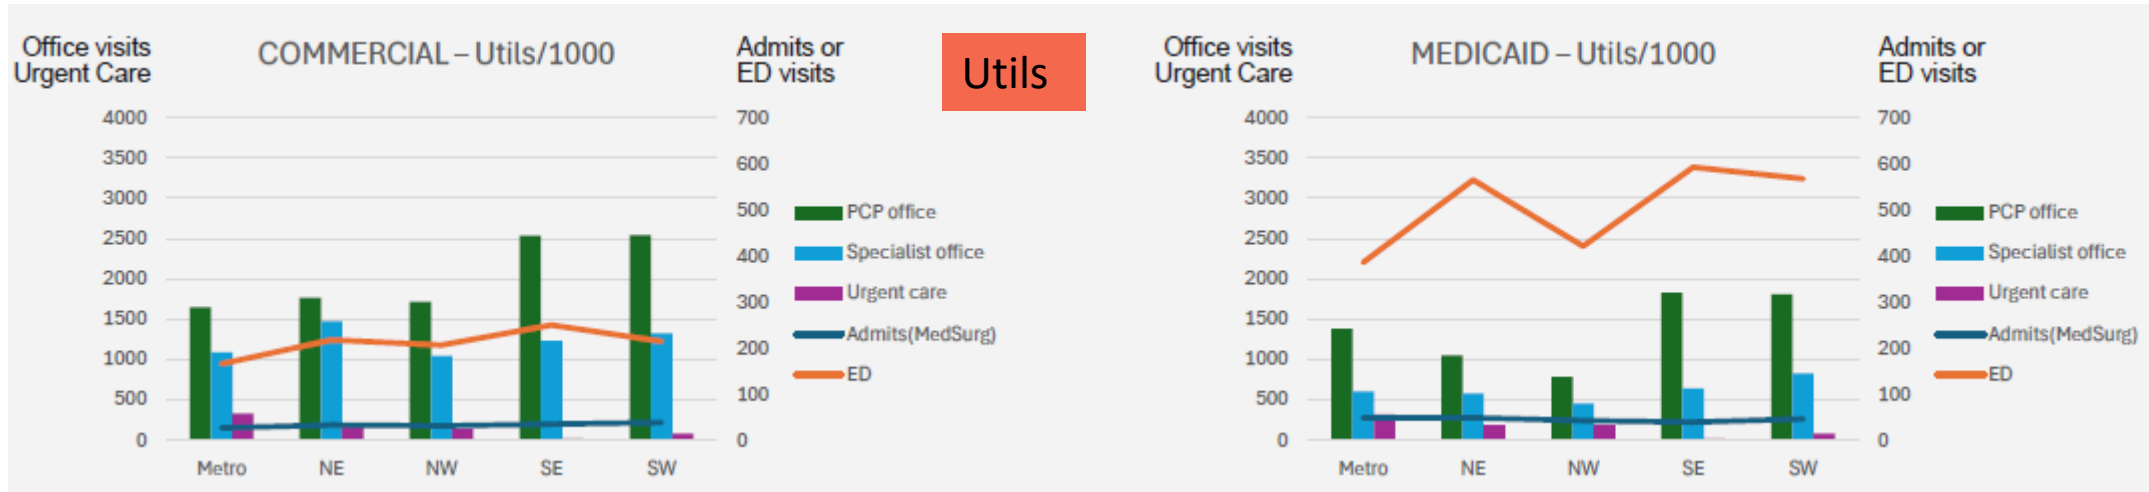 Office visits
Urgent Care
COMMERCIAL – Utils/1000
Admits or
ED visits
4000
3500
3000
2500
2000
1500
1000
500
0
700
600
500
400
300
200
100
0
PCP office
Specialist office
Urgent care
Admits(MedSurg)
ED
Metro
NE
NW
SE
SW
Utils
Office visits
Urgent Care
MEDICAID – Utils/1000
Admits or
ED visits
4000
3500
3000
2500
2000
1500
1000
500
0
700
600
500
400
300
200
100
0
PCP office
Specialist office
Urgent care
Admits(MedSurg)
ED
Metro
NE
NW
SE
SW